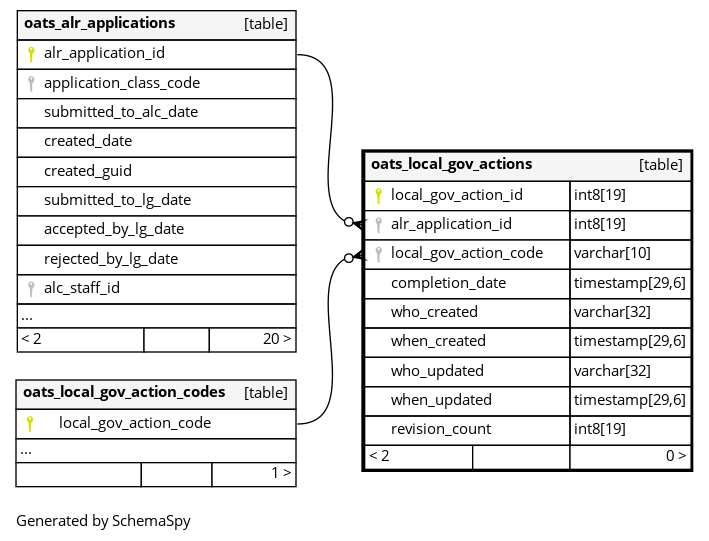 oats_alr_applications [table]
alr_application_id
application_class_code
submitted_to_alc_date
created_date
created_guid
submitted_to_lg_date
accepted_by_lg_date
rejected_by_lg_date
alc_staff_id
...
< 2 20 >
oats_local_gov_action_codes [table]
local_gov_action_code
...
1 >
oats_local_gov_actions [table]
local_gov_action_id int8[19]
alr_application_id int8[19]
local_gov_action_code varchar[10]
completion_date timestamp[29,6]
who_created varchar[32]
when_created timestamp[29,6]
who_updated varchar[32]
when_updated timestamp[29,6]
revision_count int8[19]
< 2 0 >
Generated by SchemaSpy